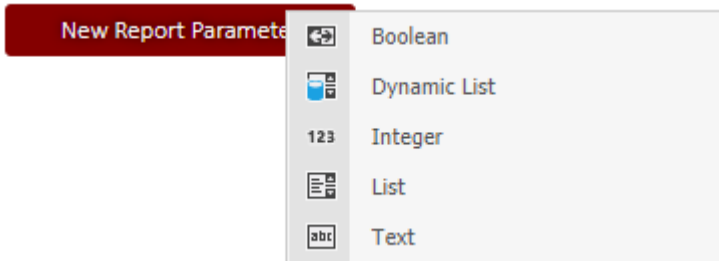 New Report Paramete
Boolean
Dynamic List
123 Integer
List
abc Text